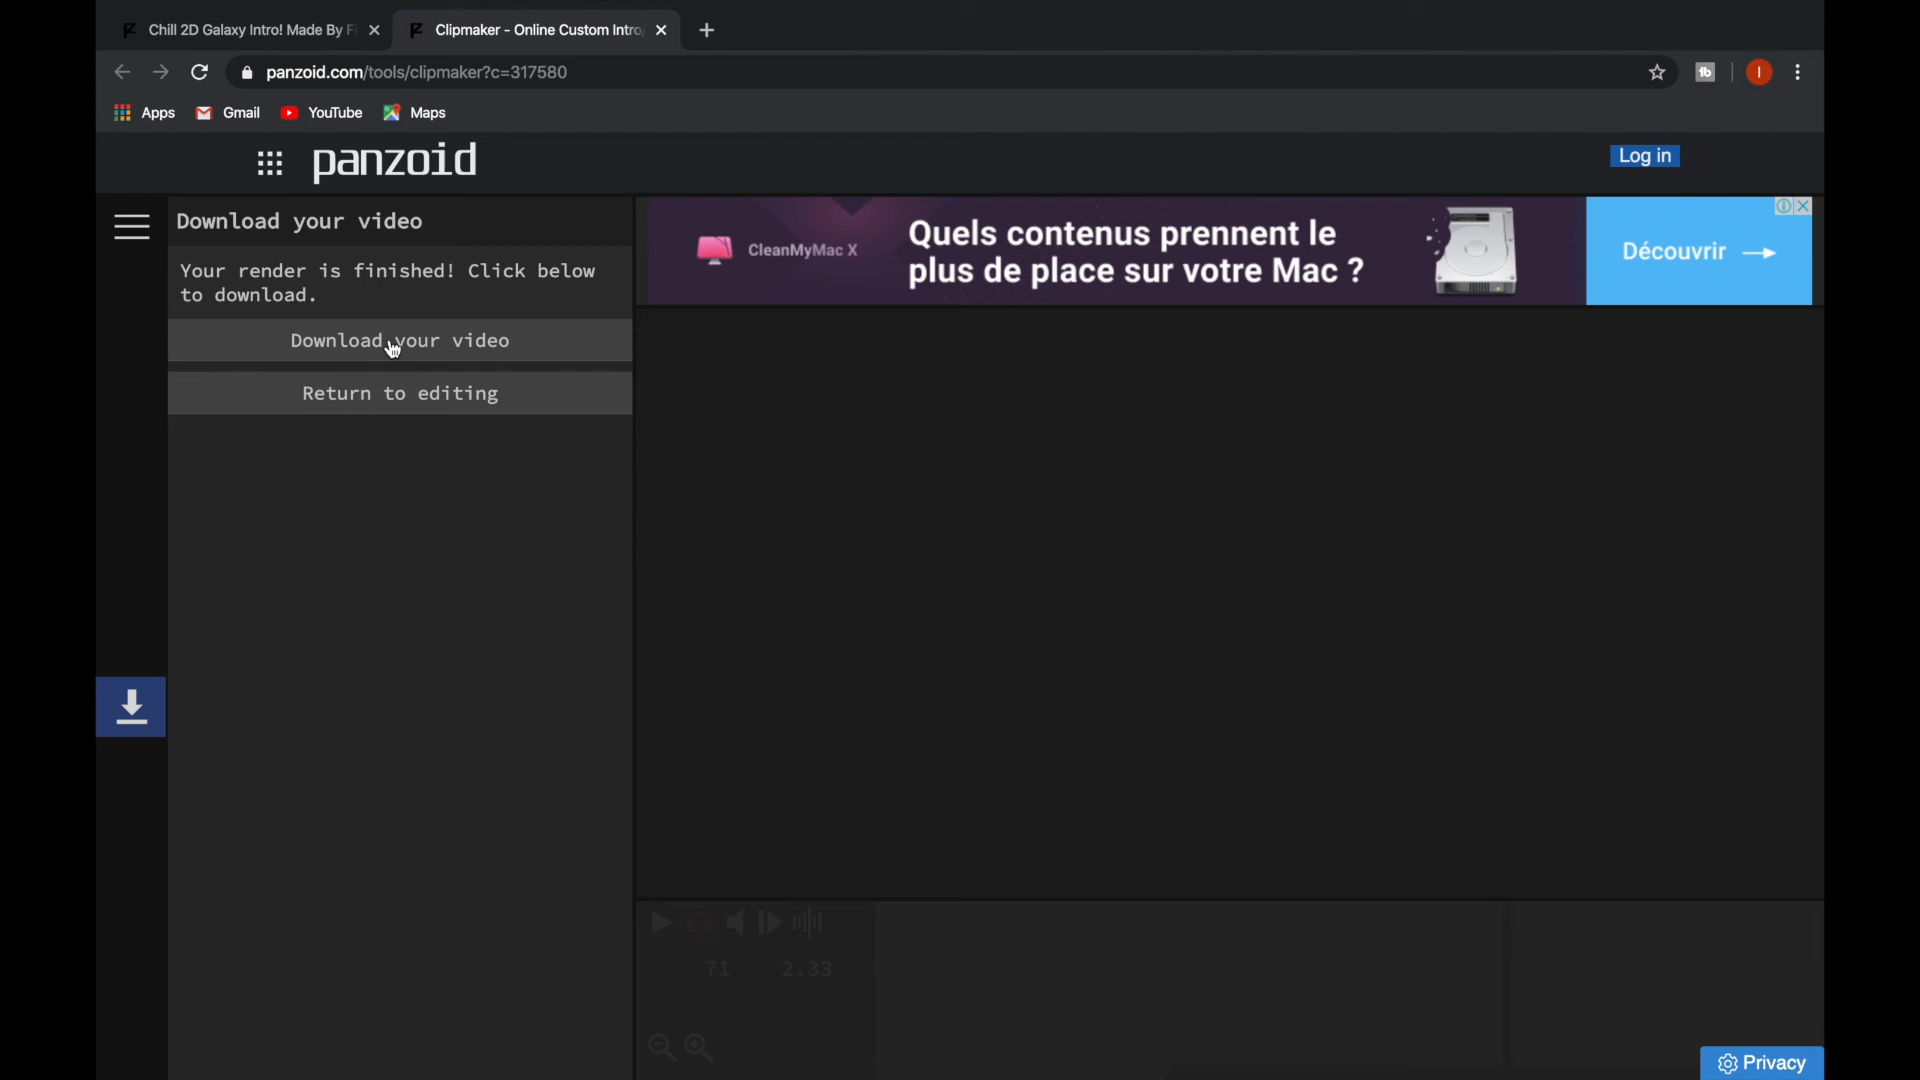 Chill 2D Galaxy Intro! Made By
Clipmaker - Online Custom Intro
panzoid.com/tools/clipmaker?c=317580
Apps
Gmail
YouTube
Maps
panzoid
Log in
Download your video
Your render is finished! Click below
to download.
Download your video
Return to editing
CleanMyMac X
Quels contenus prennent le
plus de place sur votre Mac ?
Découvrir →
71 2.33
Privacy